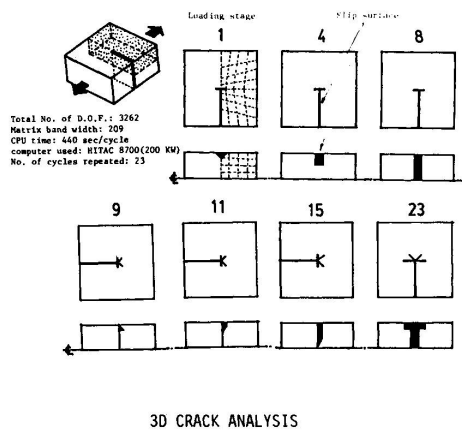 Loading stage
Slip surface
1
4
8
Total No. of D.O.F.: 3262
Matrix band width: 209
CPU time: 440 sec/cycle
computer used: HITAC 8700(200 KW)
No. of cycles repeated: 23
9
11
15
23
3D CRACK ANALYSIS